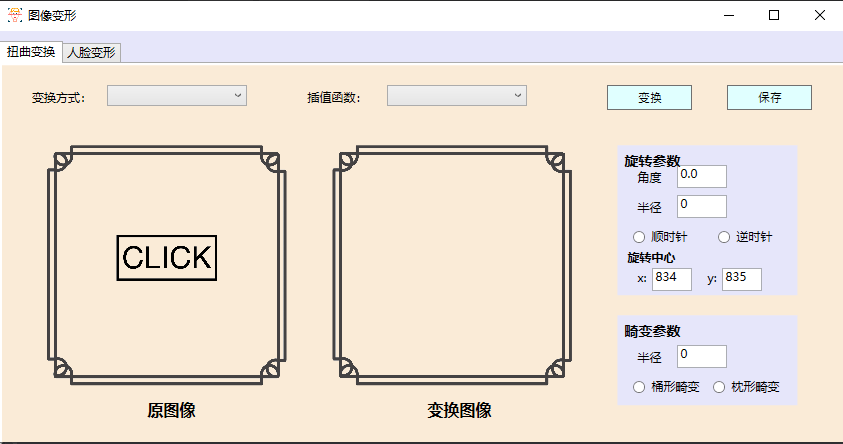 图像变形
扭曲变换 人脸变形
变换方式: 插值函数: 变换 保存
旋转参数
角度 0.0
半径 0
顺时针 逆时针
旋转中心
x: 834 y: 835
CLICK
畸变参数
半径 0
桶形畸变 枕形畸变
原图像 变换图像